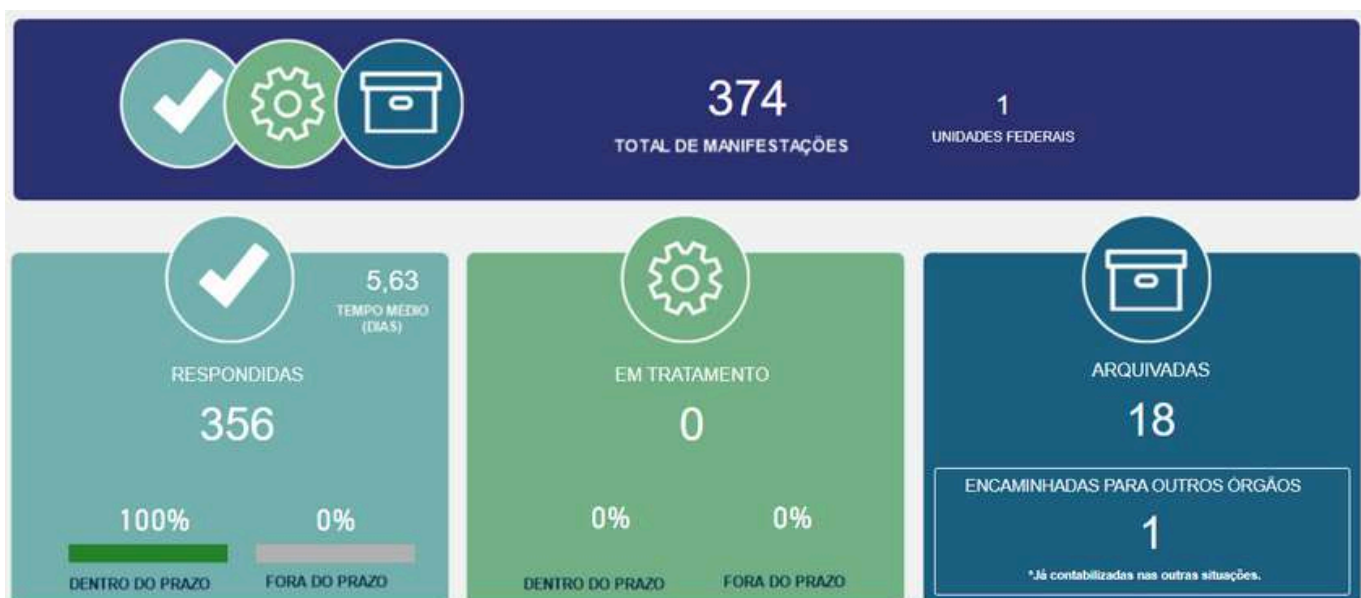 374
TOTAL DE MANIFESTAÇÕES
1
UNIDADES FEDERAIS
5,63
TEMPO MÉDIO
(DIAS)
RESPONDIDAS
356
100%
0%
DENTRO DO PRAZO
FORA DO PRAZO
EM TRATAMENTO
0
0%
0%
DENTRO DO PRAZO
FORA DO PRAZO
ARQUIVADAS
18
ENCAMINHADAS PARA OUTROS ÓRGÃOS
1
*Já contabilizadas nas outras situações.